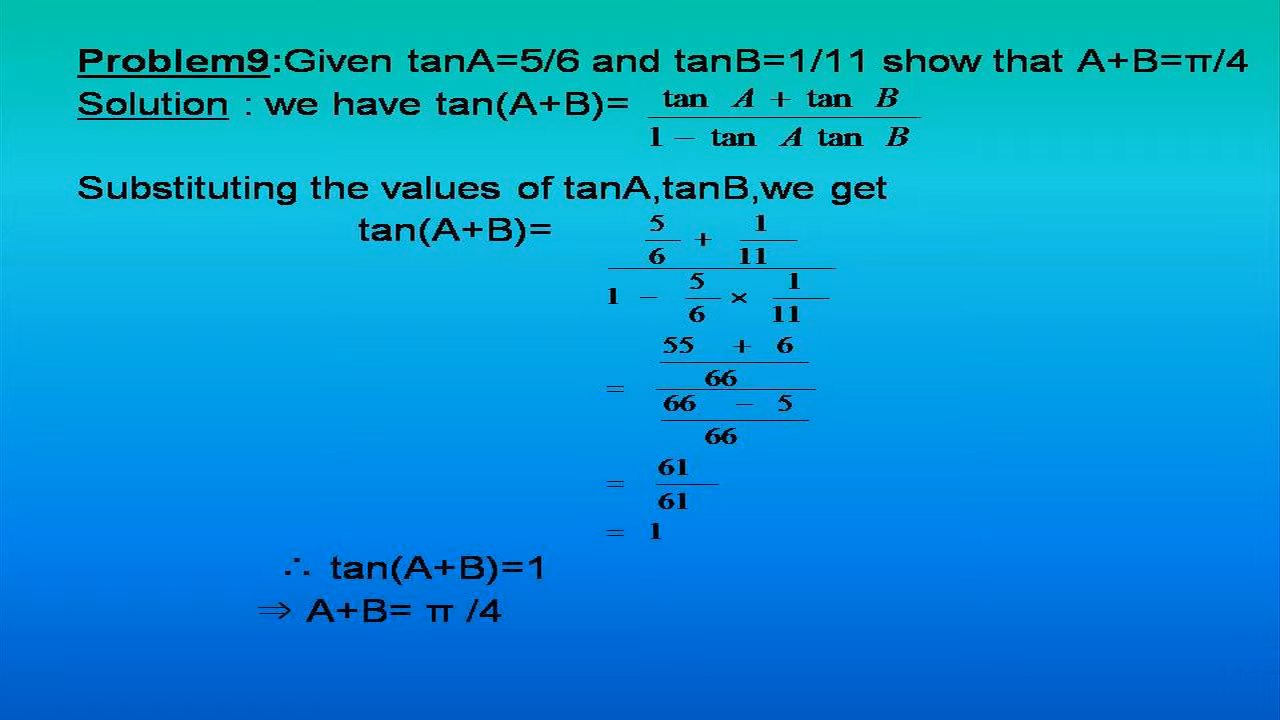 Problem9:Given tanA=5/6 and tanB=1/11 show that A+B=π/4
Solution : we have tan(A+B)= tan A + tan B / 1 − tan A tan B
Substituting the values of tanA,tanB,we get
tan(A+B)=
5/6 + 1/11
1 − 5/6 × 1/11
55 + 6
66
=
66 − 5
66
= 61/61
= 1
∴ tan(A+B)=1
⇒ A+B= π /4